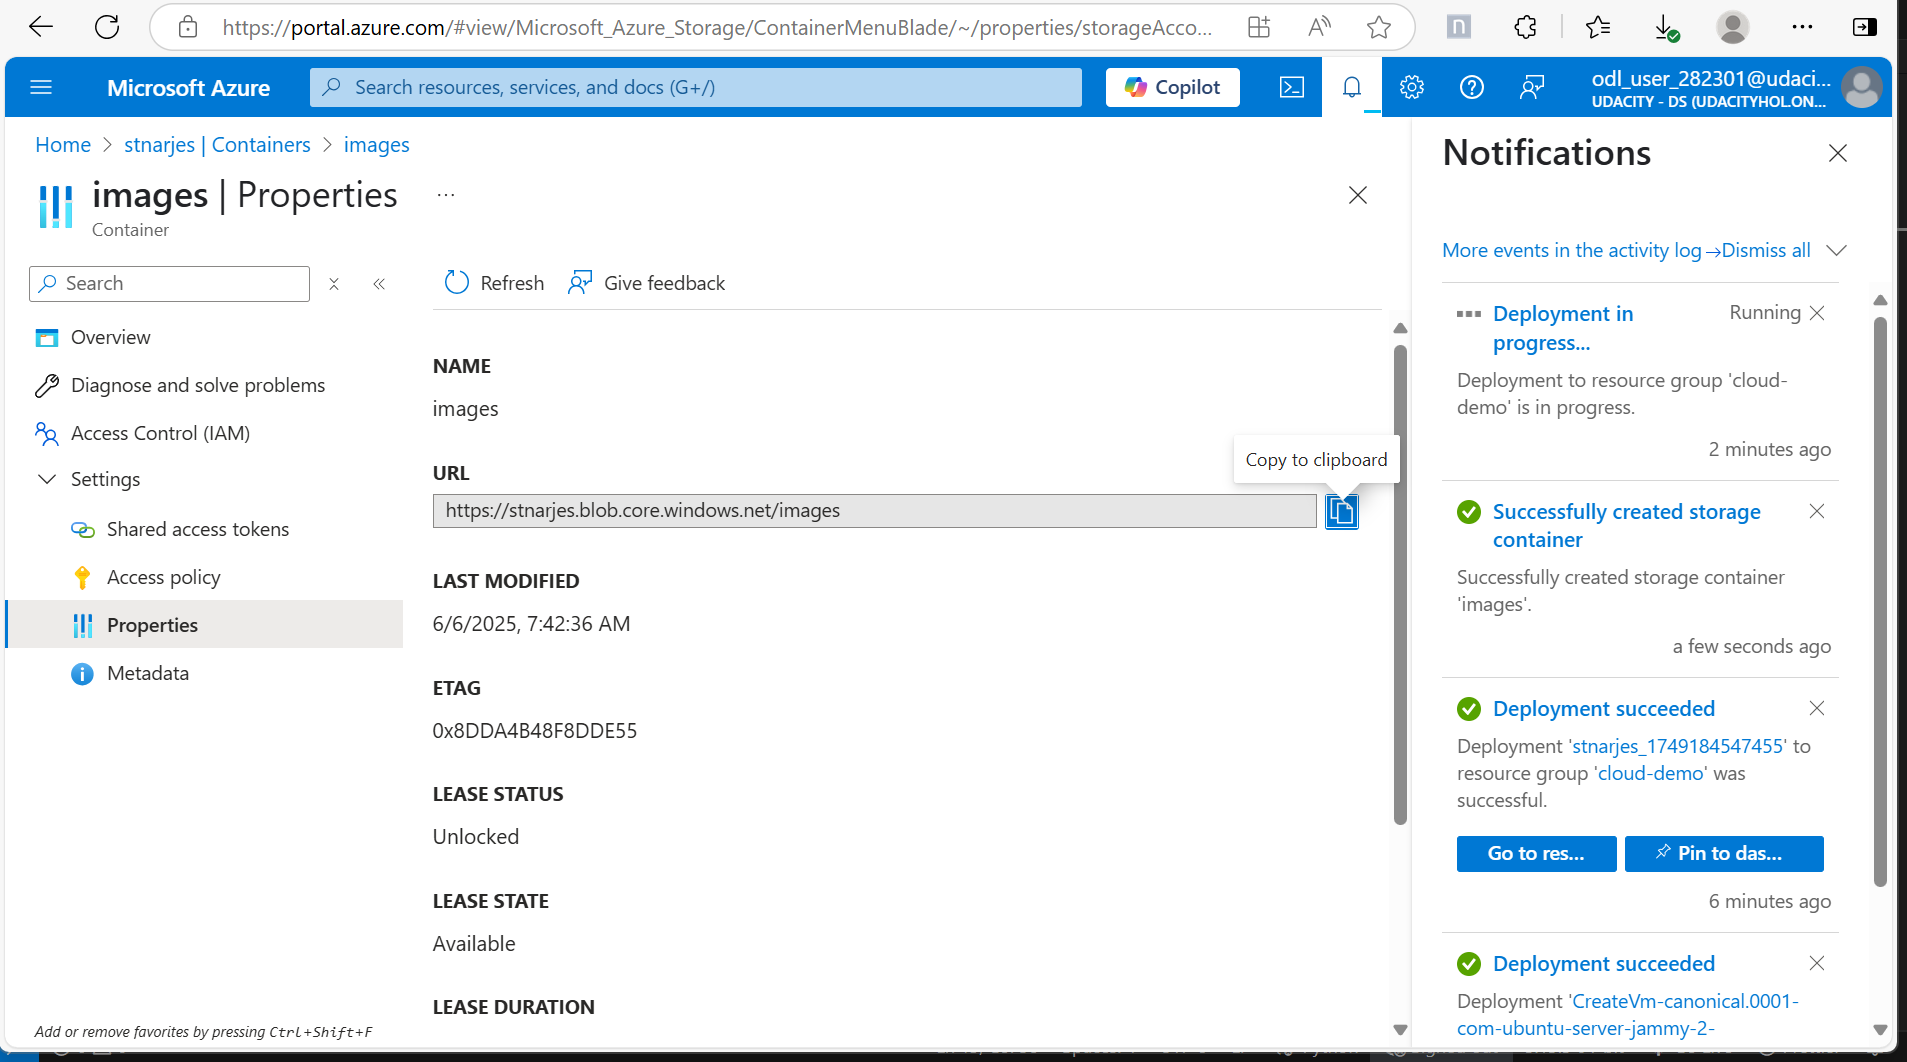 https://portal.azure.com/#view/Microsoft_Azure_Storage/ContainerMenuBlade/~/properties/storageAcco...
Microsoft Azure
Search resources, services, and docs (G+/)
Copilot
odl_user_282301@udaci...
UDACITY - DS (UDACITYHOL.ON...
Home > stnarjes | Containers > images
images | Properties
...
Container
Search
Overview
Diagnose and solve problems
Access Control (IAM)
Settings
Shared access tokens
Access policy
Properties
Metadata
Add or remove favorites by pressing Ctrl+Shift+F
Refresh
Give feedback
NAME
images
URL
https://stnarjes.blob.core.windows.net/images
Copy to clipboard
LAST MODIFIED
6/6/2025, 7:42:36 AM
ETAG
0x8DDA4B48F8DDE55
LEASE STATUS
Unlocked
LEASE STATE
Available
LEASE DURATION
Notifications
More events in the activity log →
Dismiss all
Deployment in
progress...
Running
Deployment to resource group 'cloud-
demo' is in progress.
2 minutes ago
Successfully created storage
container
Successfully created storage container
'images'.
a few seconds ago
Deployment succeeded
Deployment 'stnarjes_1749184547455' to
resource group 'cloud-demo' was
successful.
Go to res...
Pin to das...
6 minutes ago
Deployment succeeded
Deployment 'CreateVm-canonical.0001-
com-ubuntu-server-jammy-2-